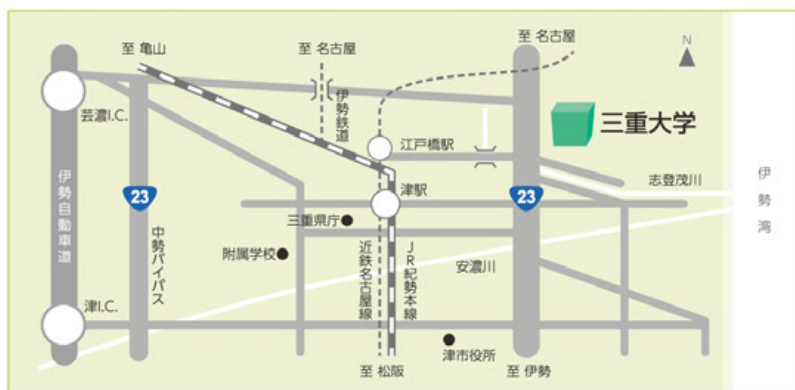 至 亀山
至 名古屋
至 名古屋
N
芸濃I.C.
伊勢鉄道
江戸橋駅
三重大学
志登茂川
伊勢湾
伊勢自動車道
23
津駅
23
三重県庁
中勢バイパス
附属学校
近鉄名古屋線
JR紀勢本線
安濃川
津I.C.
津市役所
至 松阪
至 伊勢